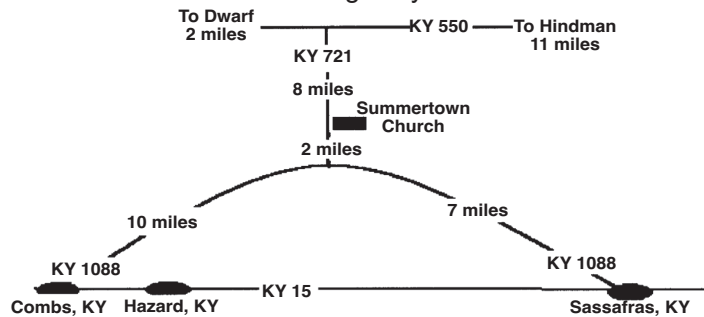 To Dwarf
2 miles
KY 550
To Hindman
11 miles
KY 721
8 miles
Summertown
Church
2 miles
10 miles
7 miles
KY 1088
KY 1088
KY 15
Combs, KY
Hazard, KY
Sassafras, KY